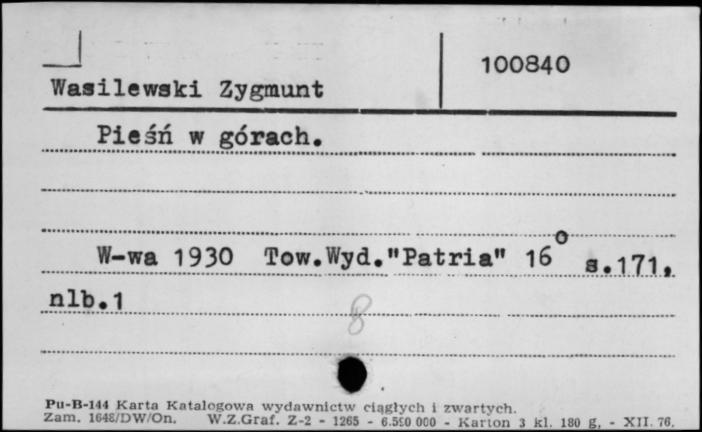 100840
Wasilewski Zygmunt
Pieśń w górach.
W-wa 1930 Tow.Wyd."Patria" 16° s.171,
nlb.1
8
Pu-B-144 Karta Katalogowa wydawnictw ciągłych i zwartych.
Zam. 1648/DW/On. W.Z.Graf. Z-2 - 1265 - 6.550 000 - Karton 3 kl. 180 g. - XII. 76.